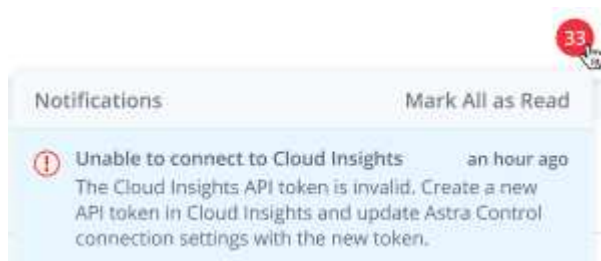 33
Notifications Mark All as Read
Unable to connect to Cloud Insights an hour ago
The Cloud Insights API token is invalid. Create a new
API token in Cloud Insights and update Astra Control
connection settings with the new token.